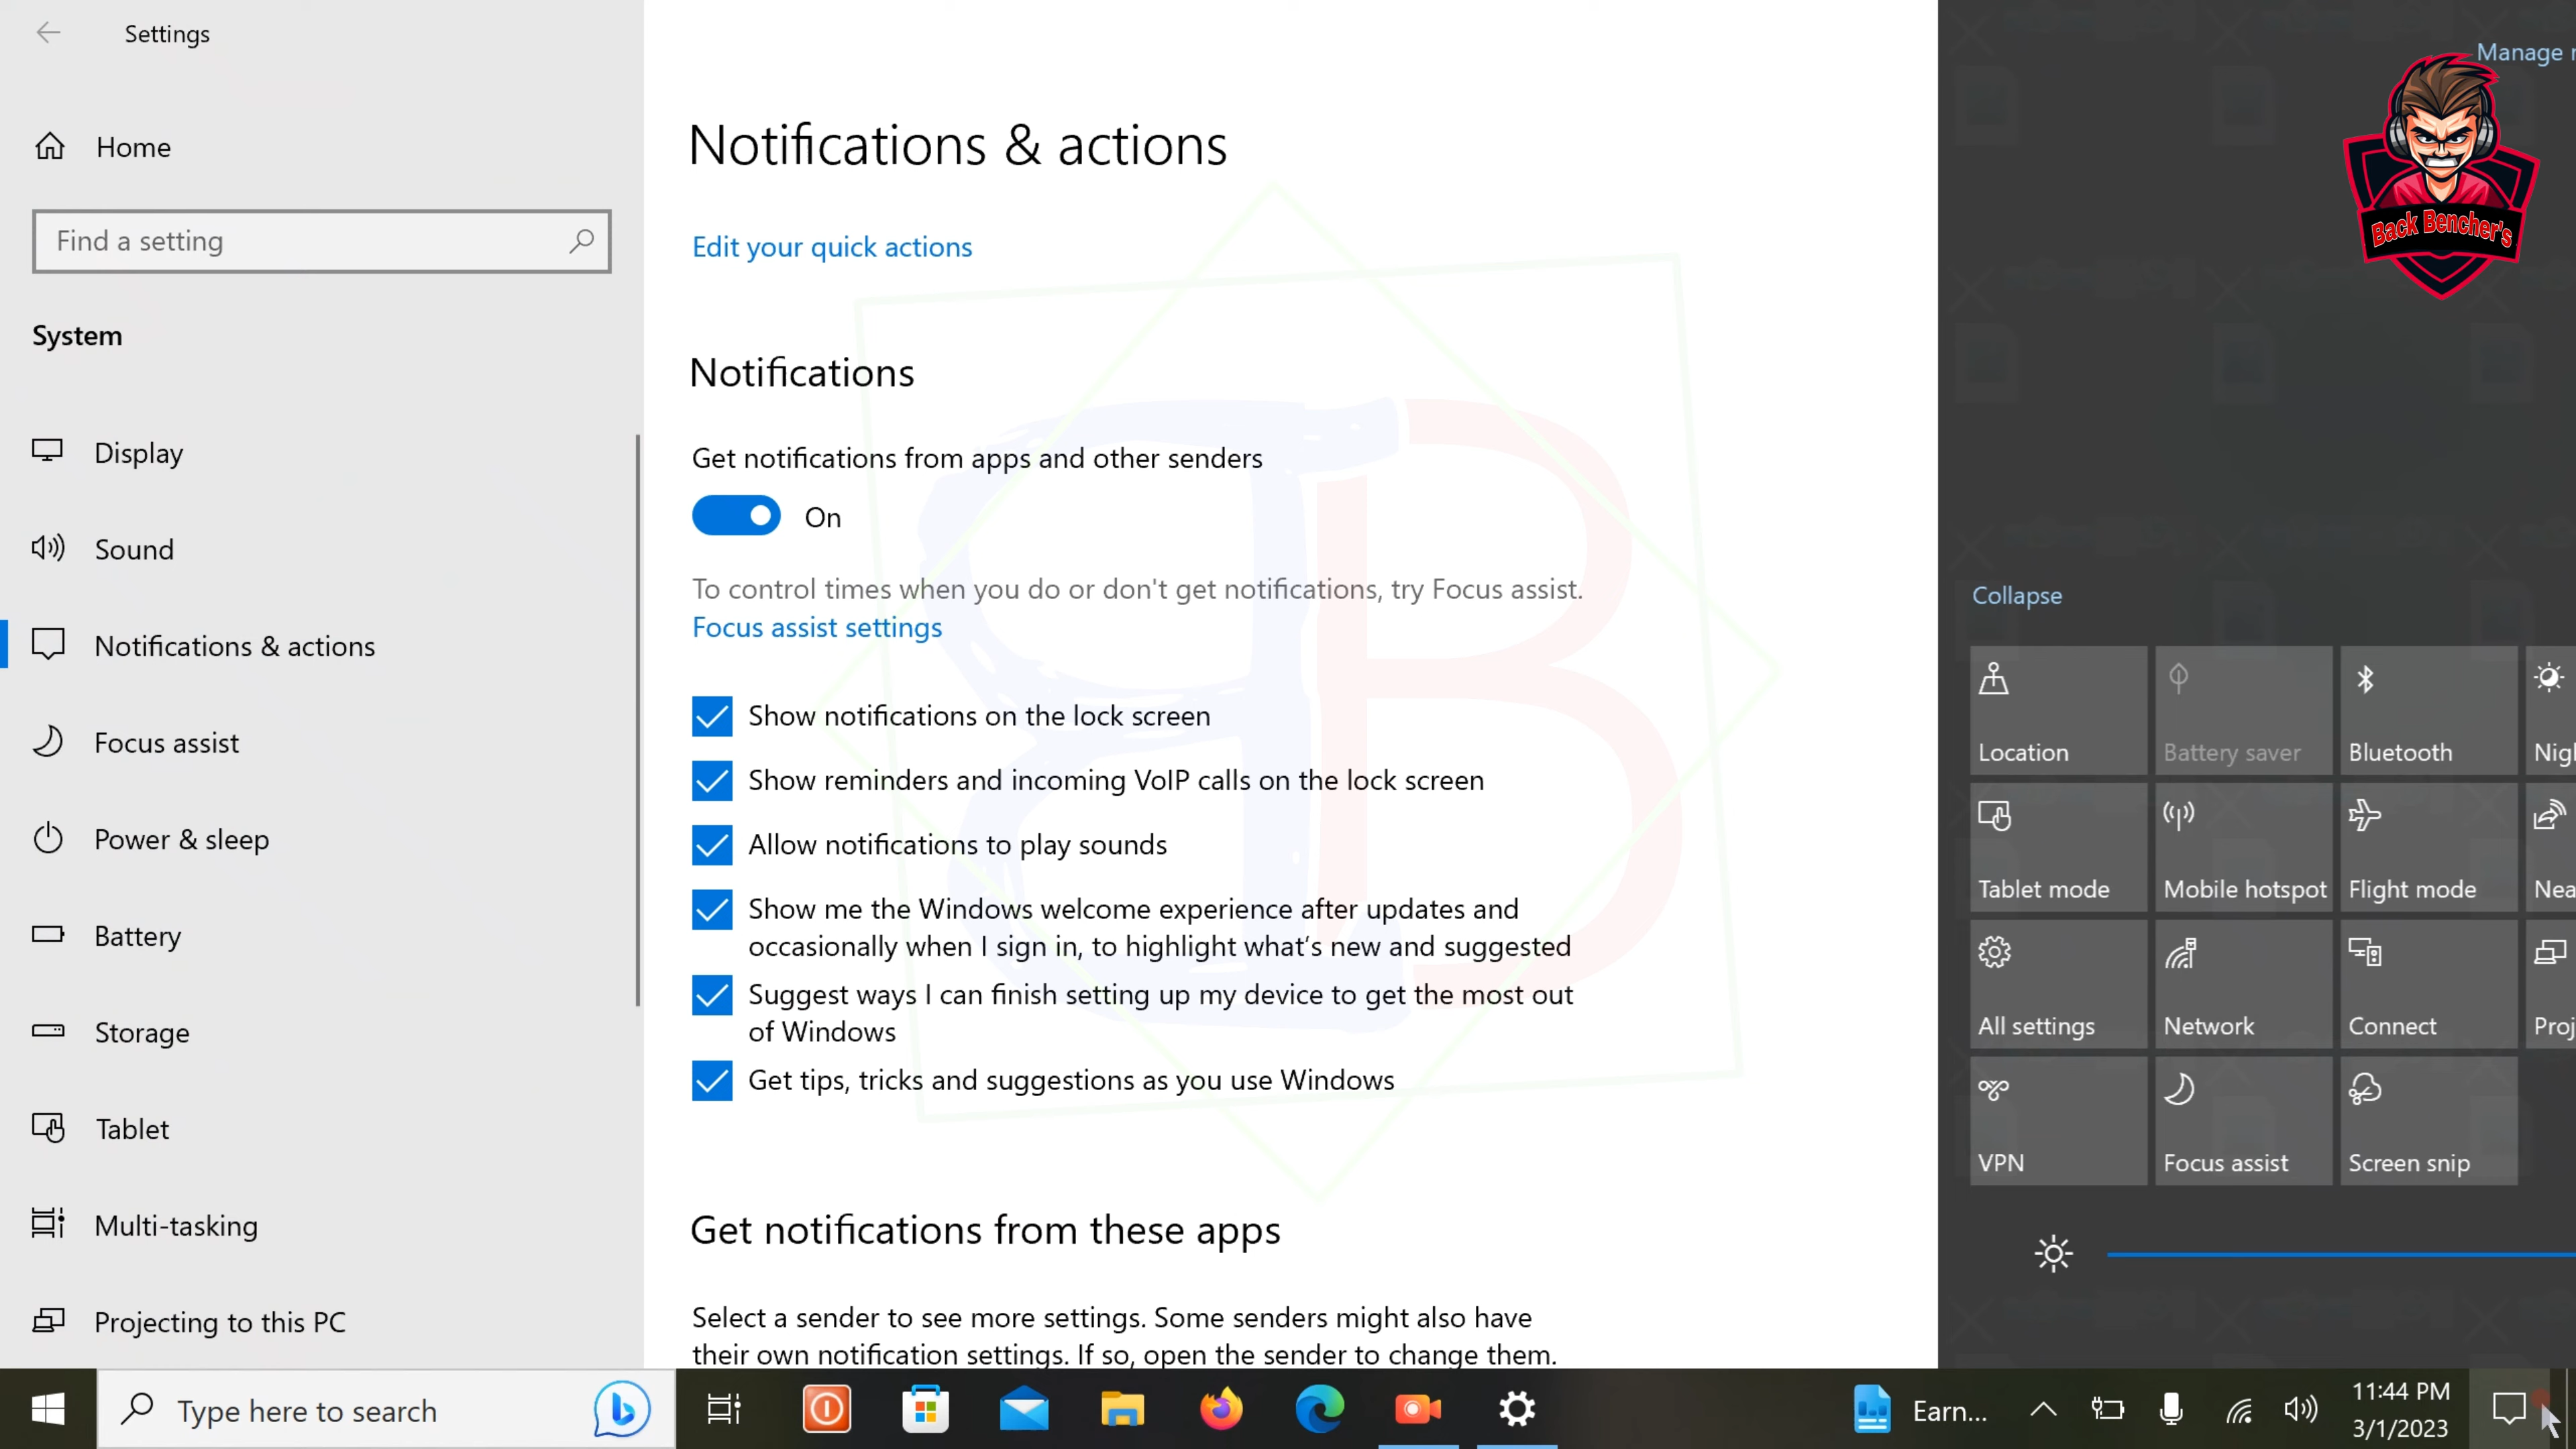 Settings
Home
Find a setting
System
Display
Sound
Notifications & actions
Focus assist
Power & sleep
Battery
Storage
Tablet
Multi-tasking
Projecting to this PC
Notifications & actions
Edit your quick actions
Notifications
Get notifications from apps and other senders
On
To control times when you do or don't get notifications, try Focus assist.
Focus assist settings
Show notifications on the lock screen
Show reminders and incoming VoIP calls on the lock screen
Allow notifications to play sounds
Show me the Windows welcome experience after updates and
occasionally when I sign in, to highlight what's new and suggested
Suggest ways I can finish setting up my device to get the most out
of Windows
Get tips, tricks and suggestions as you use Windows
Get notifications from these apps
Select a sender to see more settings. Some senders might also have
their own notification settings. If so, open the sender to change them.
Manage
Back Bencher's
Collapse
Location
Battery saver
Bluetooth
Nig
Tablet mode
Mobile hotspot
Flight mode
Nea
All settings
Network
Connect
Proj
VPN
Focus assist
Screen snip
Type here to search
Earn...
11:44 PM
3/1/2023